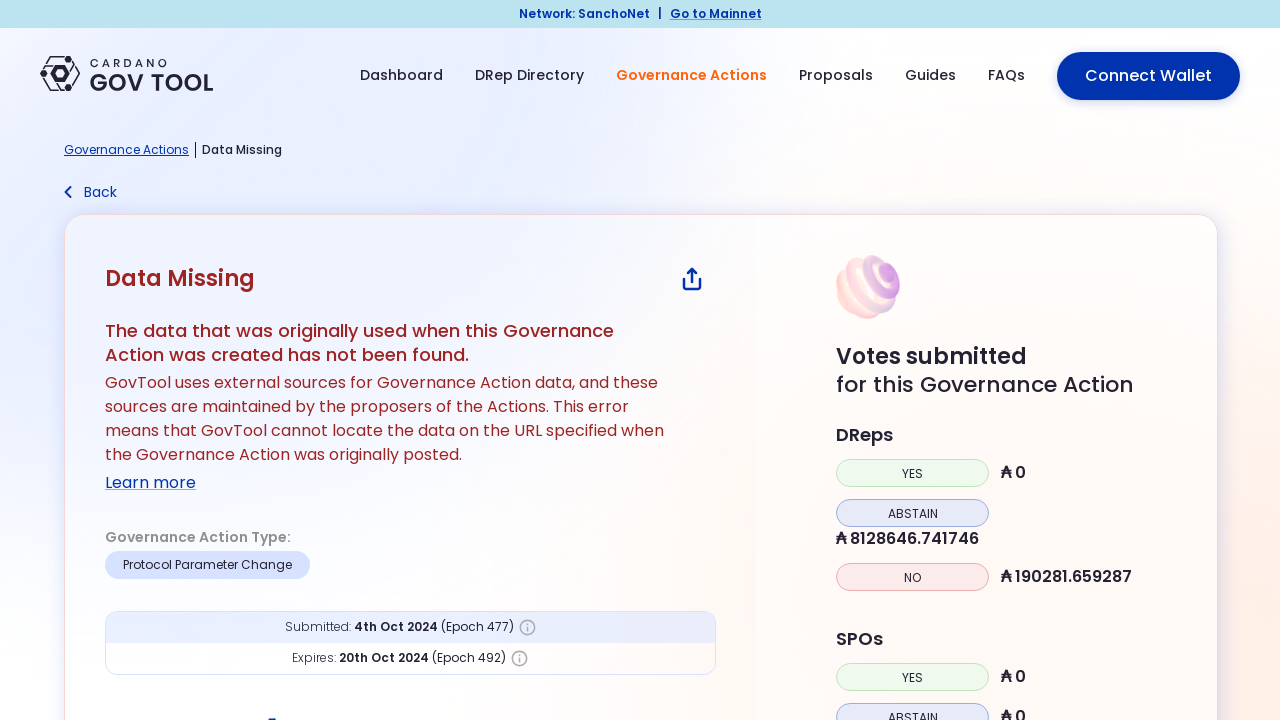 Network: SanchoNet | Go to Mainnet
CARDANO
GOV TOOL
Dashboard DRep Directory Governance Actions Proposals Guides FAQs Connect Wallet
Governance Actions | Data Missing
Back
Data Missing
The data that was originally used when this Governance
Action was created has not been found.
GovTool uses external sources for Governance Action data, and these
sources are maintained by the proposers of the Actions. This error
means that GovTool cannot locate the data on the URL specified when
the Governance Action was originally posted.
Learn more
Governance Action Type:
Protocol Parameter Change
Submitted: 4th Oct 2024 (Epoch 477)
Expires: 20th Oct 2024 (Epoch 492)
Votes submitted
for this Governance Action
DReps
YES ₳ 0
ABSTAIN
₳ 8128646.741746
NO ₳ 190281.659287
SPOs
YES ₳ 0
ABSTAIN ₳ 0